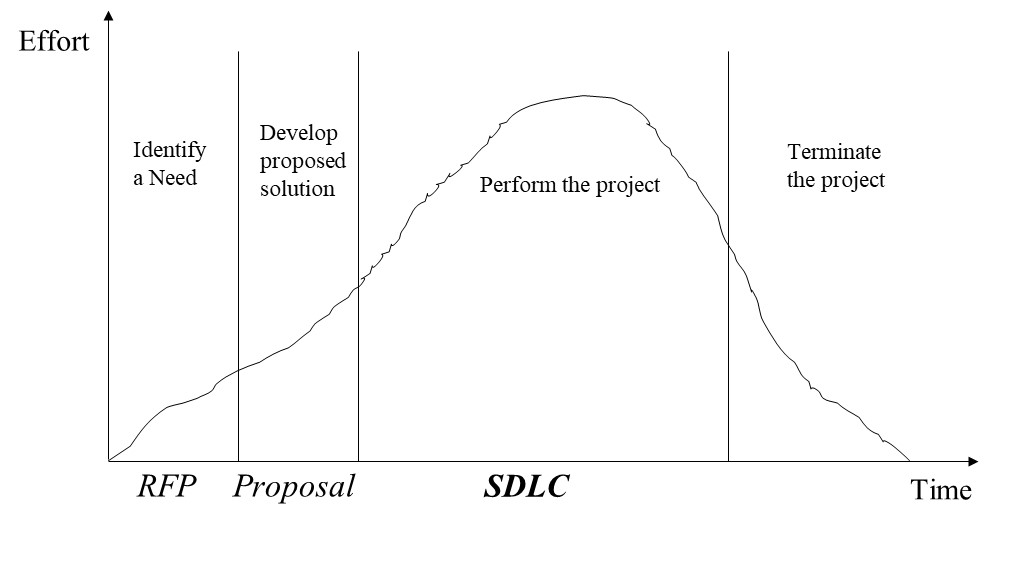 Effort
Identify
a Need
Develop
proposed
solution
Perform the project
Terminate
the project
RFP
Proposal
SDLC
Time